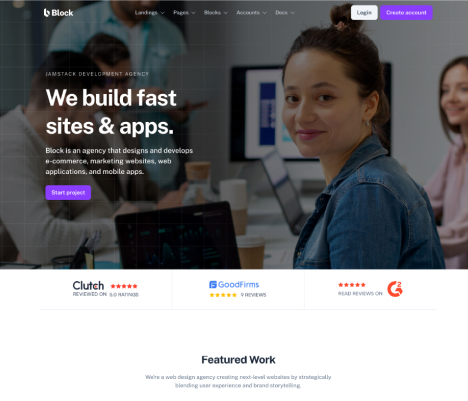 Block
Landings Pages Blocks Accounts Docs
Login
Create account
JAMSTACK DEVELOPMENT AGENCY
We build fast
sites & apps.
Block is an agency that designs and develops
e-commerce, marketing websites, web
applications, and mobile apps.
Start project
Clutch
REVIEWED ON 5.0 RATINGS
GoodFirms
9 REVIEWS
READ REVIEWS ON
G2
Featured Work
We're a web design agency creating next-level websites by strategically
blending user experience and brand storytelling.